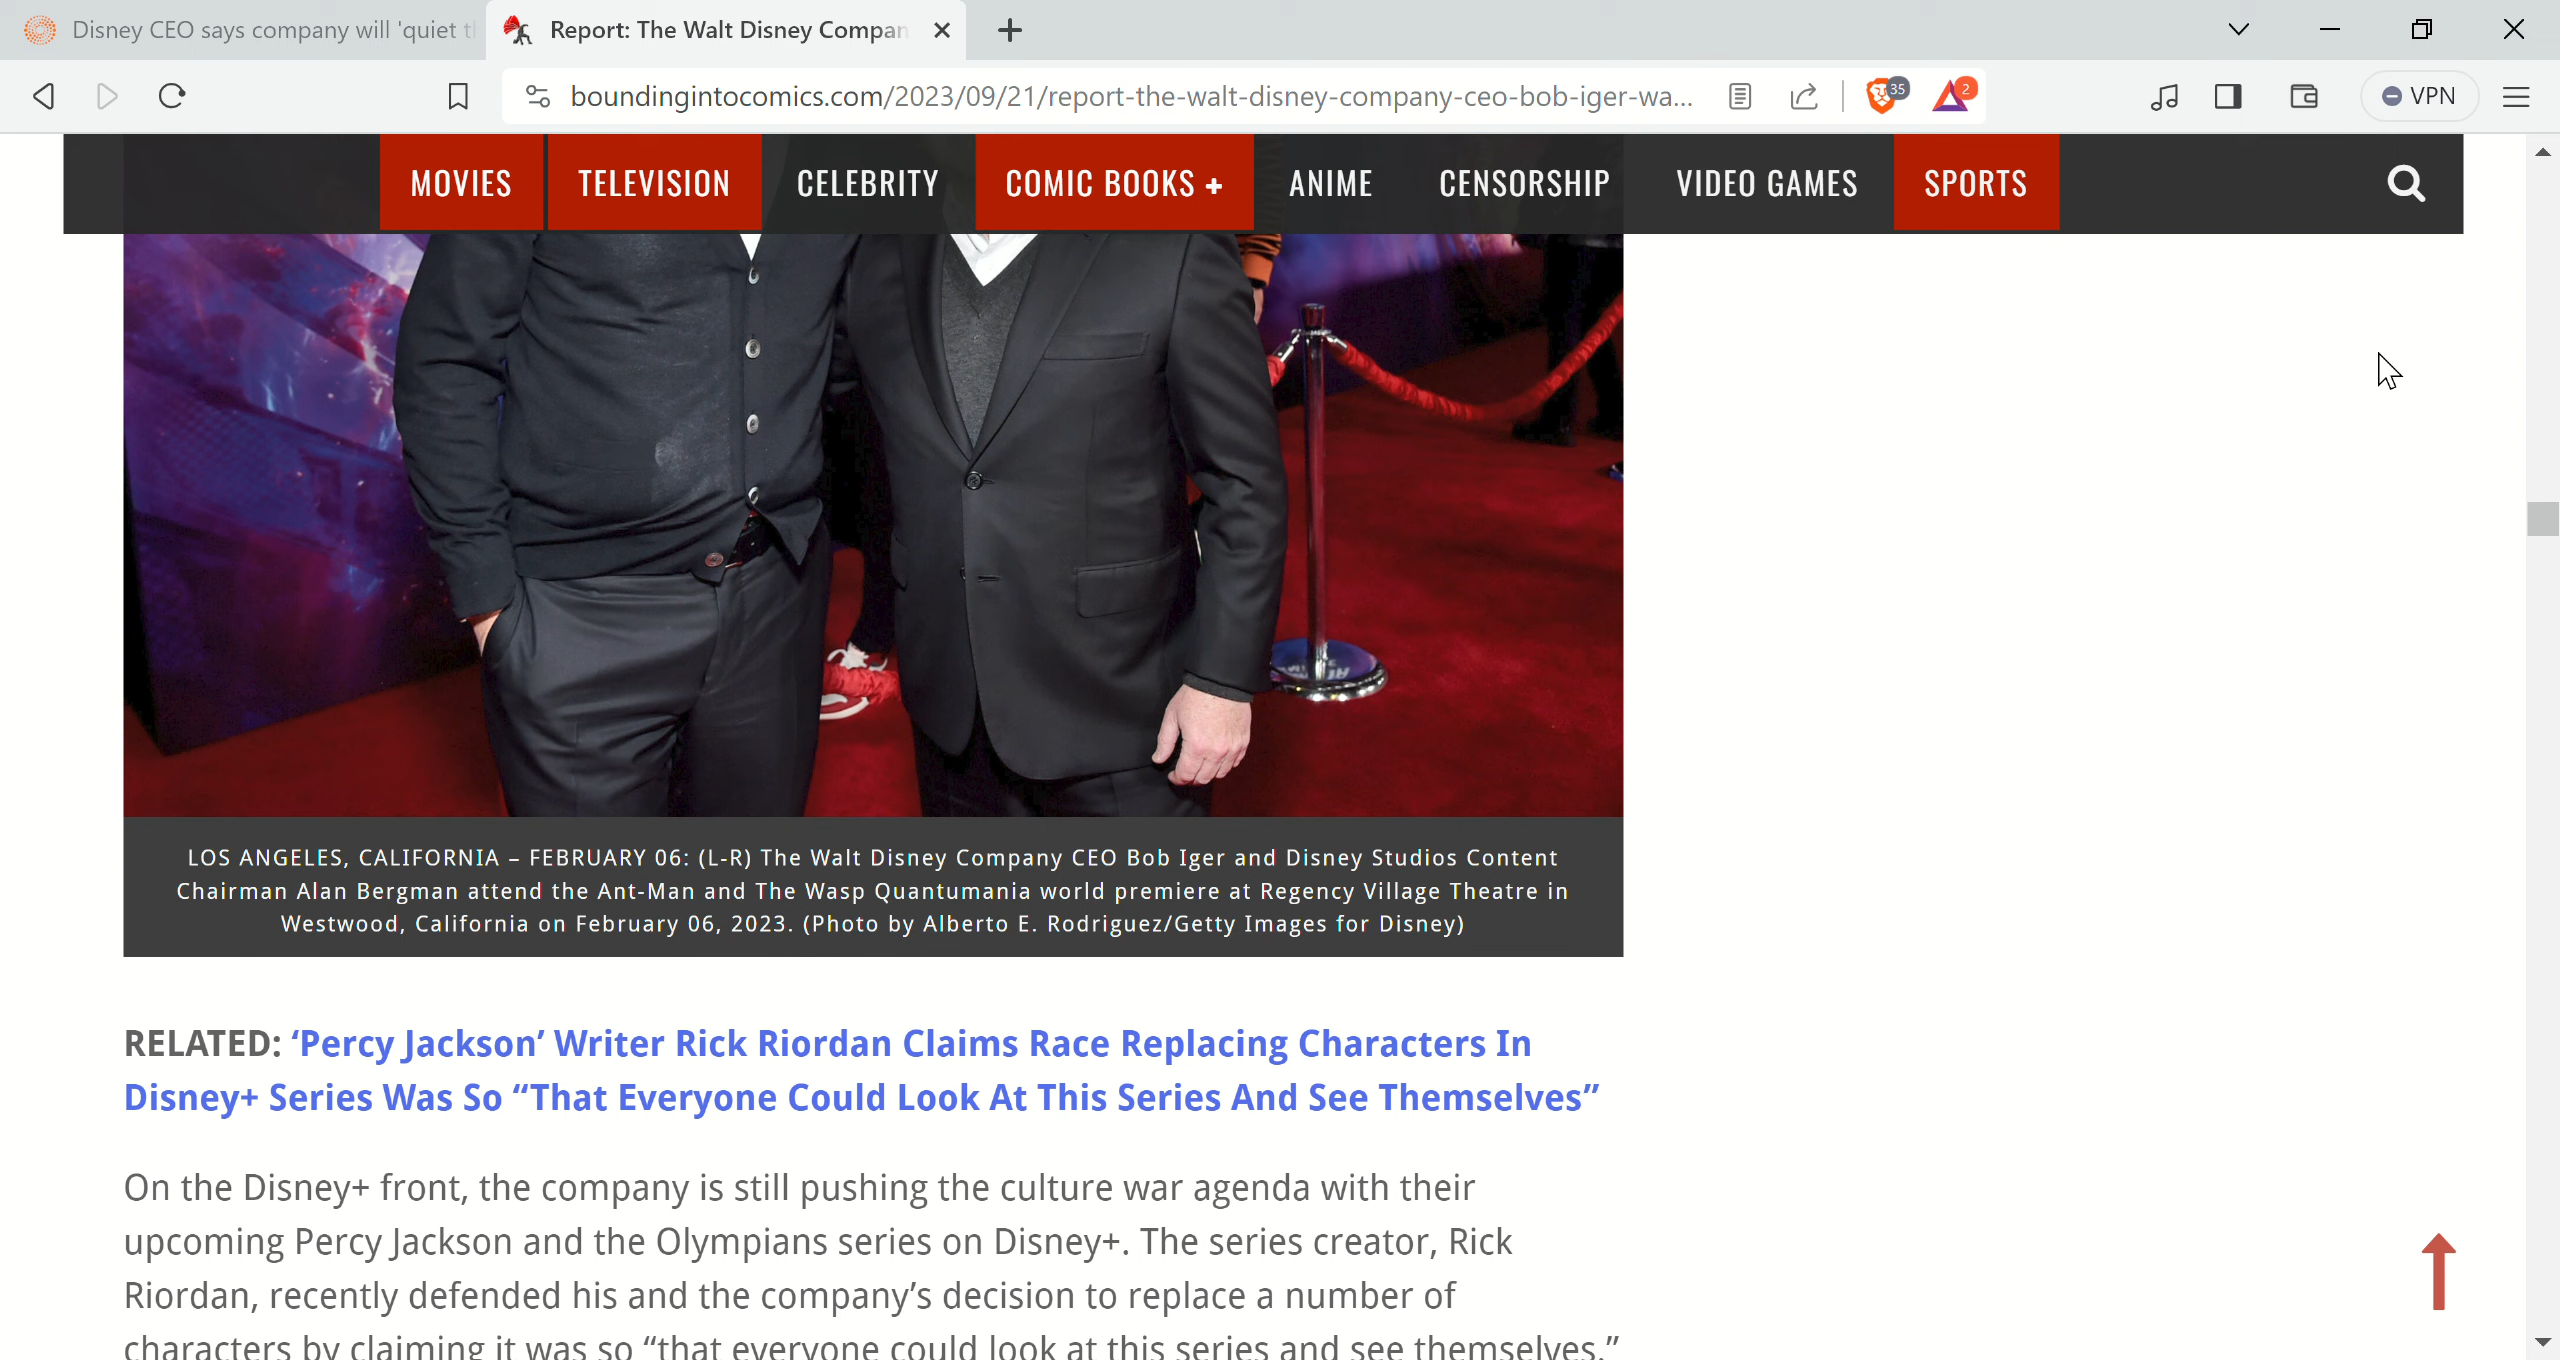 Disney CEO says company will 'quiet t
Report: The Walt Disney Compan
boundingintocomics.com/2023/09/21/report-the-walt-disney-company-ceo-bob-iger-wa...
35
2
VPN
MOVIES
TELEVISION
CELEBRITY
COMIC BOOKS +
ANIME
CENSORSHIP
VIDEO GAMES
SPORTS
LOS ANGELES, CALIFORNIA – FEBRUARY 06: (L-R) The Walt Disney Company CEO Bob Iger and Disney Studios Content
Chairman Alan Bergman attend the Ant-Man and The Wasp Quantumania world premiere at Regency Village Theatre in
Westwood, California on February 06, 2023. (Photo by Alberto E. Rodriguez/Getty Images for Disney)
RELATED: ‘Percy Jackson’ Writer Rick Riordan Claims Race Replacing Characters In
Disney+ Series Was So “That Everyone Could Look At This Series And See Themselves”
On the Disney+ front, the company is still pushing the culture war agenda with their
upcoming Percy Jackson and the Olympians series on Disney+. The series creator, Rick
Riordan, recently defended his and the company’s decision to replace a number of
characters by claiming it was so “that everyone could look at this series and see themselves.”